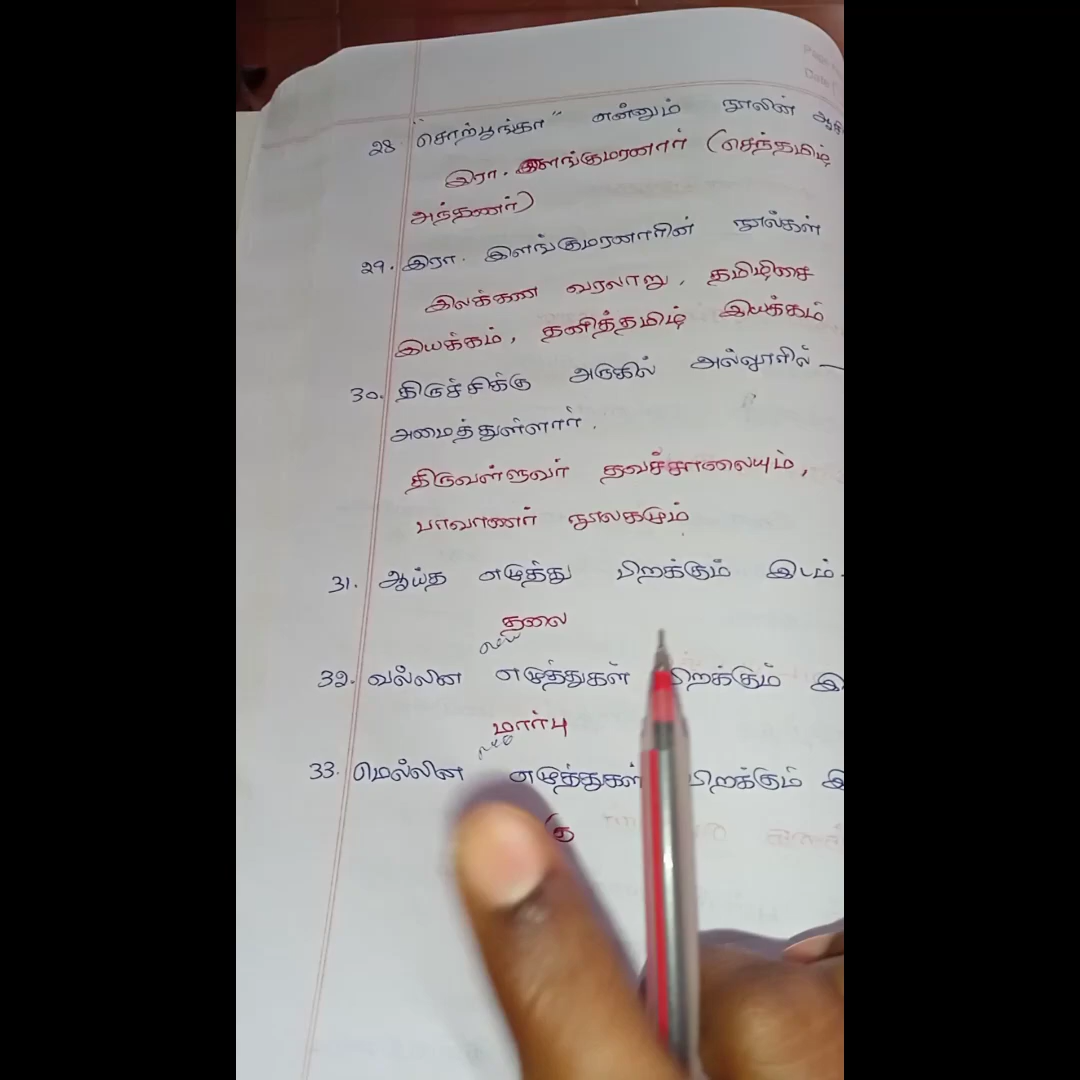 28. "சொற்பூங்கா" என்னும் நூலின்
இரா. இளங்குமரனார் (செந்தமிழ்
அந்தணர்)
29. இரா. இளங்குமரனாரின் நூல்கள்
இலக்கண வரலாறு, தமிழிசை
இயக்கம், தனித்தமிழ் இயக்கம்
30. திருச்சிக்கு அருகில் அல்லூரில் —
அமைத்துள்ளார்.
திருவள்ளுவர் தவச்சாலையும்,
பாவாணர் நூலகமும்
31. ஆய்த எழுத்து பிறக்கும் இடம்
தலை
32. வல்லின எழுத்துகள் பிறக்கும்
மார்பு
33. மெல்லின எழுத்துகள் பிறக்கும்